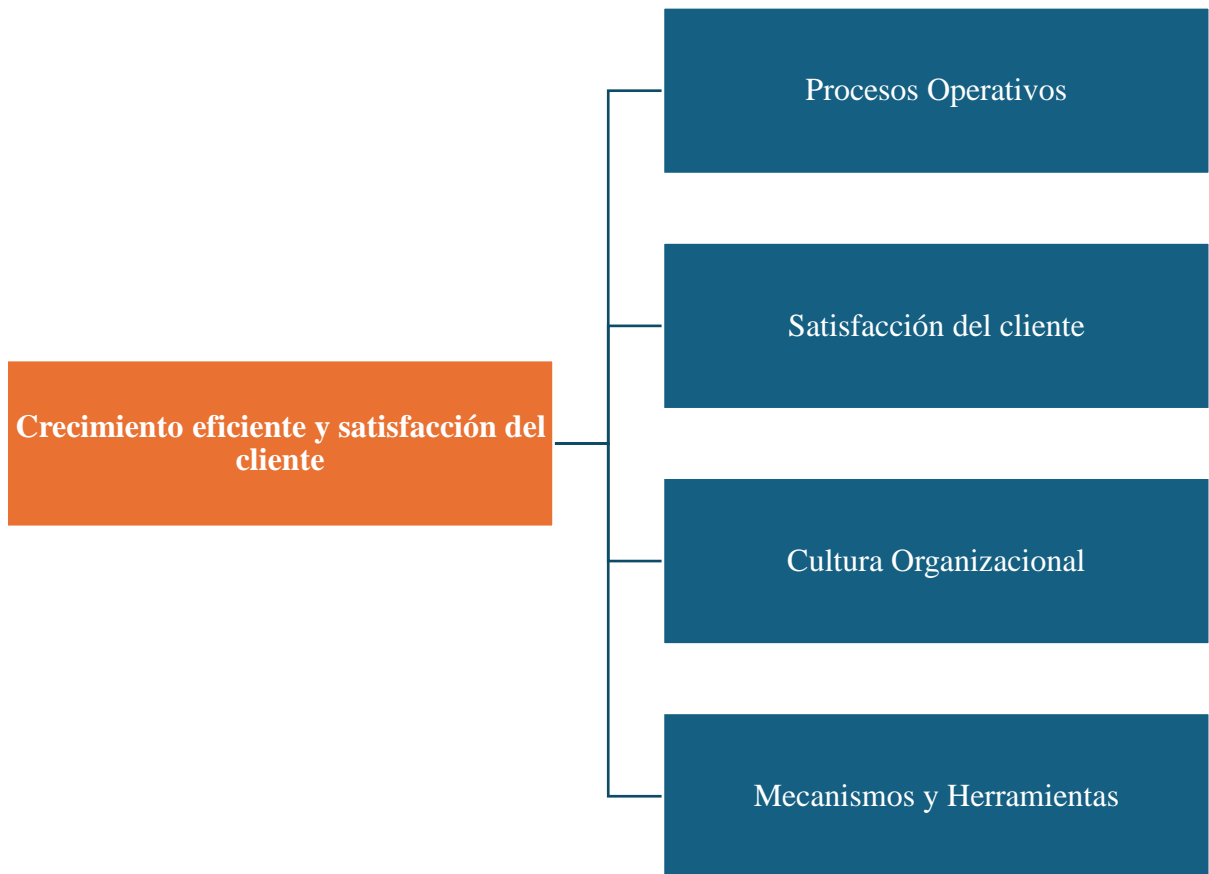 Procesos Operativos
Satisfacción del cliente
Crecimiento eficiente y satisfacción del
cliente
Cultura Organizacional
Mecanismos y Herramientas